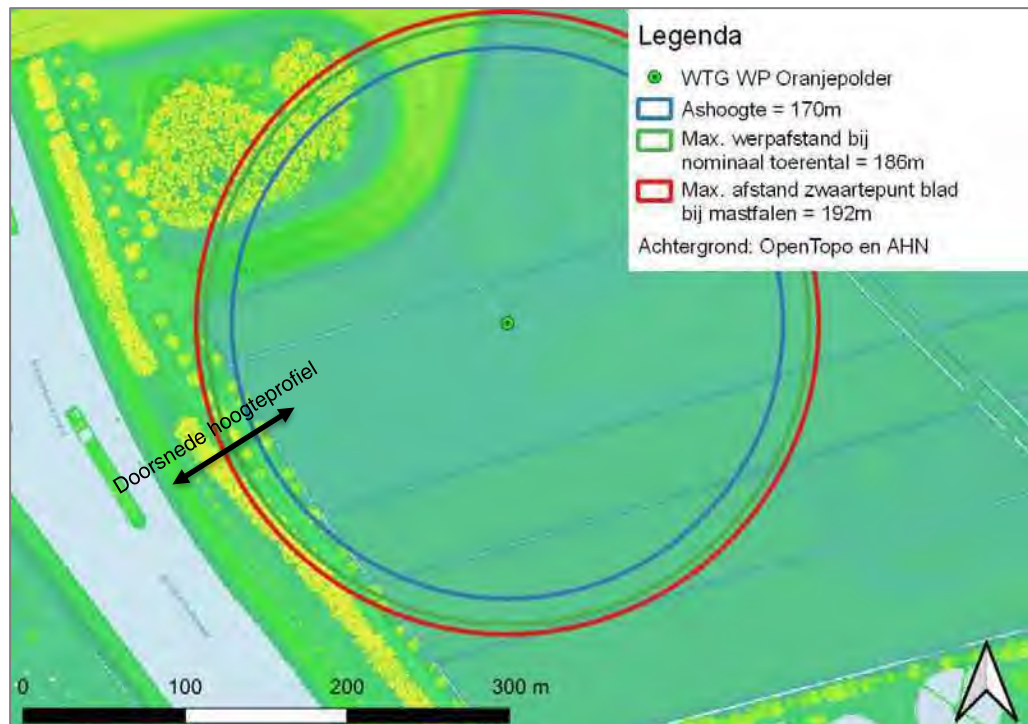 Legenda
WTG WP Oranjepolder
Ashoogte = 170m
Max. werpafstand bij
nominaal toerental = 186m
Max. afstand zwaartepunt blad
bij mastfalen = 192m
Achtergrond: OpenTopo en AHN
Doorsnede hoogteprofiel
0 100 200 300 m